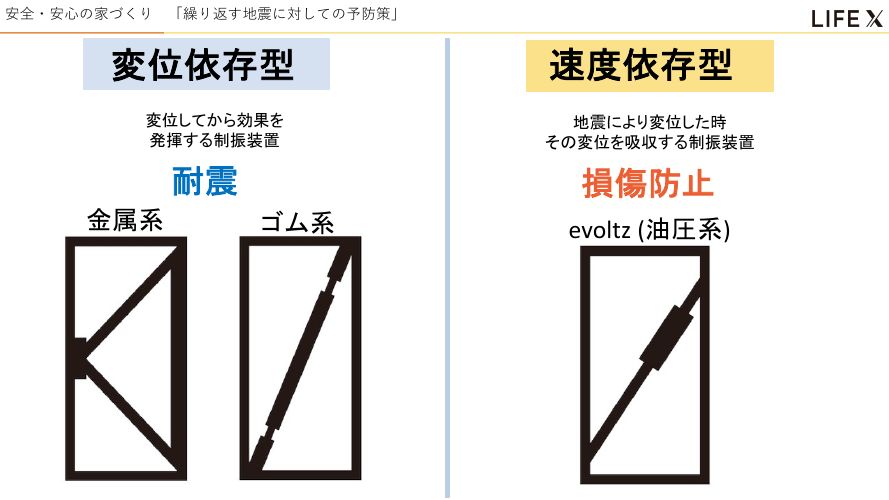 安全・安心の家づくり 「繰り返す地震に対しての予防策」
LIFE X
変位依存型
変位してから効果を
発揮する制振装置
耐震
金属系
ゴム系
速度依存型
地震により変位した時
その変位を吸収する制振装置
損傷防止
evoltz (油圧系)